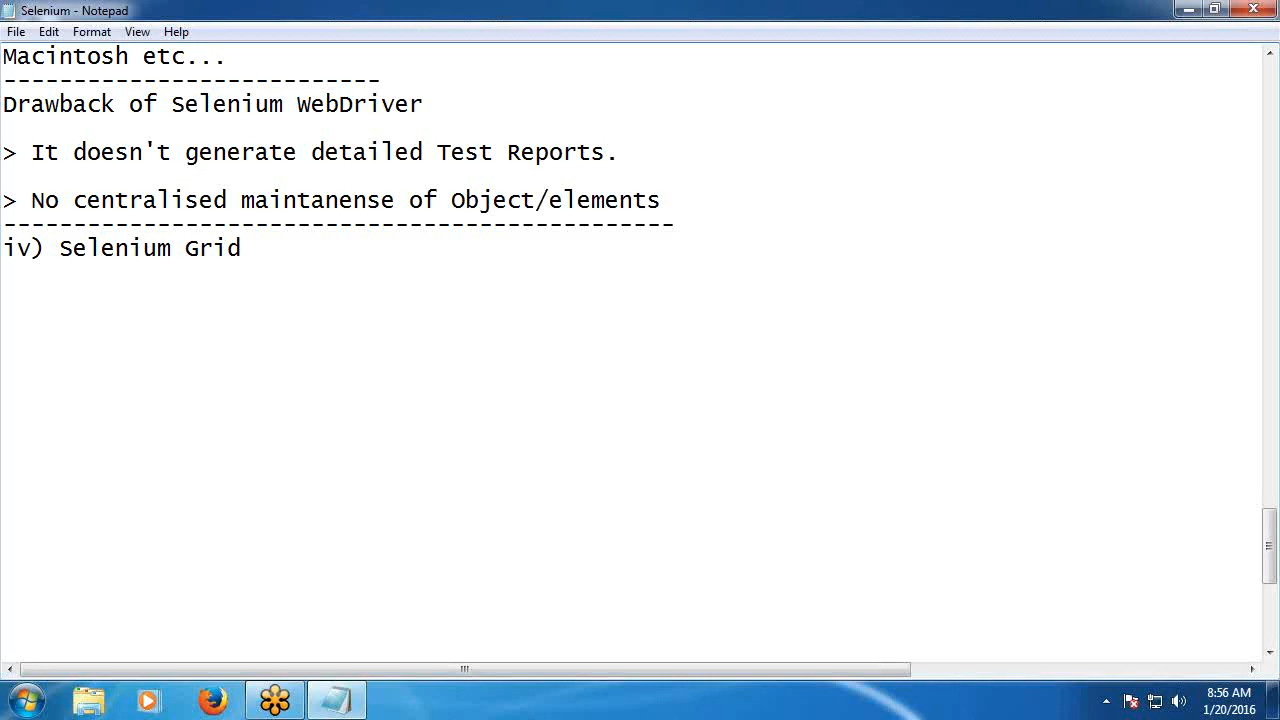 Selenium - Notepad
File Edit Format View Help
Macintosh etc...
---------------------------
Drawback of Selenium WebDriver
> It doesn't generate detailed Test Reports.
> No centralised maintanense of Object/elements
------------------------------------------------
iv) Selenium Grid
8:56 AM
1/20/2016